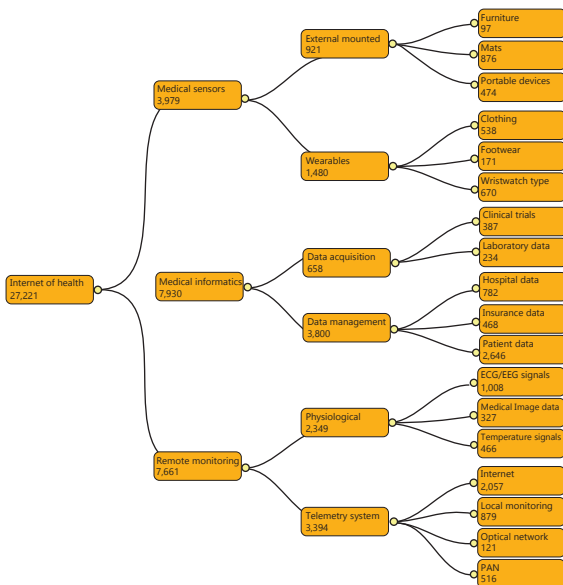 Internet of health
27,221
Medical sensors
3,979
External mounted
921
Furniture
97
Mats
876
Portable devices
474
Wearables
1,480
Clothing
538
Footwear
171
Wristwatch type
670
Medical informatics
7,930
Data acquisition
658
Clinical trials
387
Laboratory data
234
Data management
3,800
Hospital data
782
Insurance data
468
Patient data
2,646
Remote monitoring
7,661
Physiological
2,349
ECG/EEG signals
1,008
Medical Image data
327
Temperature signals
466
Telemetry system
3,394
Internet
2,057
Local monitoring
879
Optical network
121
PAN
516